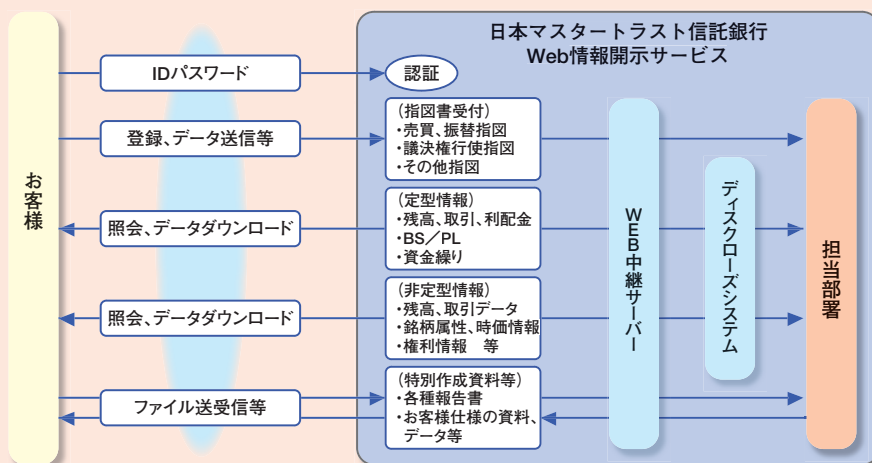 日本マスタートラスト信託銀行
Web情報開示サービス
お客様
IDパスワード
認証
登録、データ送信等
(指図書受付)
・売買、振替指図
・議決権行使指図
・その他指図
照会、データダウンロード
(定型情報)
・残高、取引、利配金
・BS／PL
・資金繰り
照会、データダウンロード
(非定型情報)
・残高、取引データ
・銘柄属性、時価情報
・権利情報　等
ファイル送受信等
(特別作成資料等)
・各種報告書
・お客様仕様の資料、
データ等
WEB中継サーバー
ディスクローズシステム
担当部署